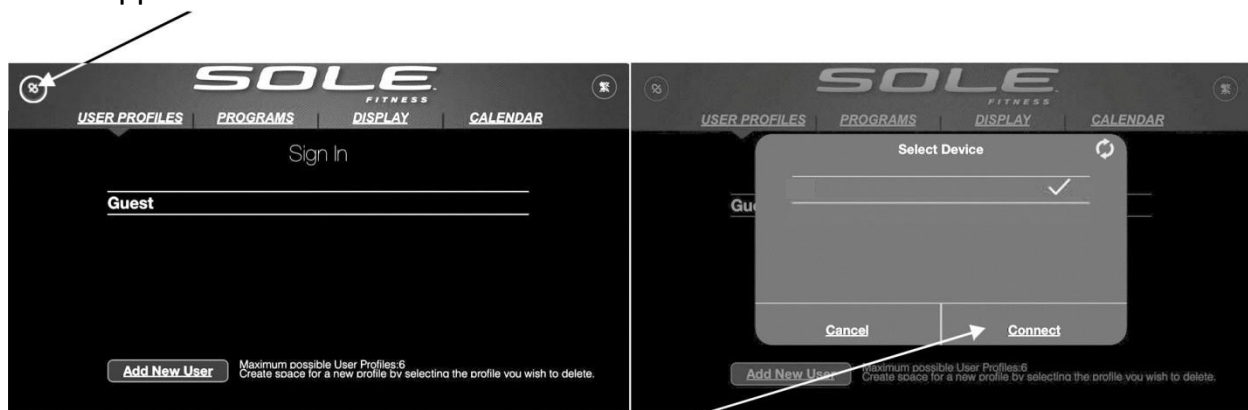 SOLE
FITNESS
USER PROFILES PROGRAMS DISPLAY CALENDAR
Sign In
Guest
Add New User
Maximum possible User Profiles:6
Create space for a new profile by selecting the profile you wish to delete.
SOLE
FITNESS
USER PROFILES PROGRAMS DISPLAY CALENDAR
Select Device
Gu
Cancel Connect
Add New User
Maximum possible User Profiles:6
Create space for a new profile by selecting the profile you wish to delete.